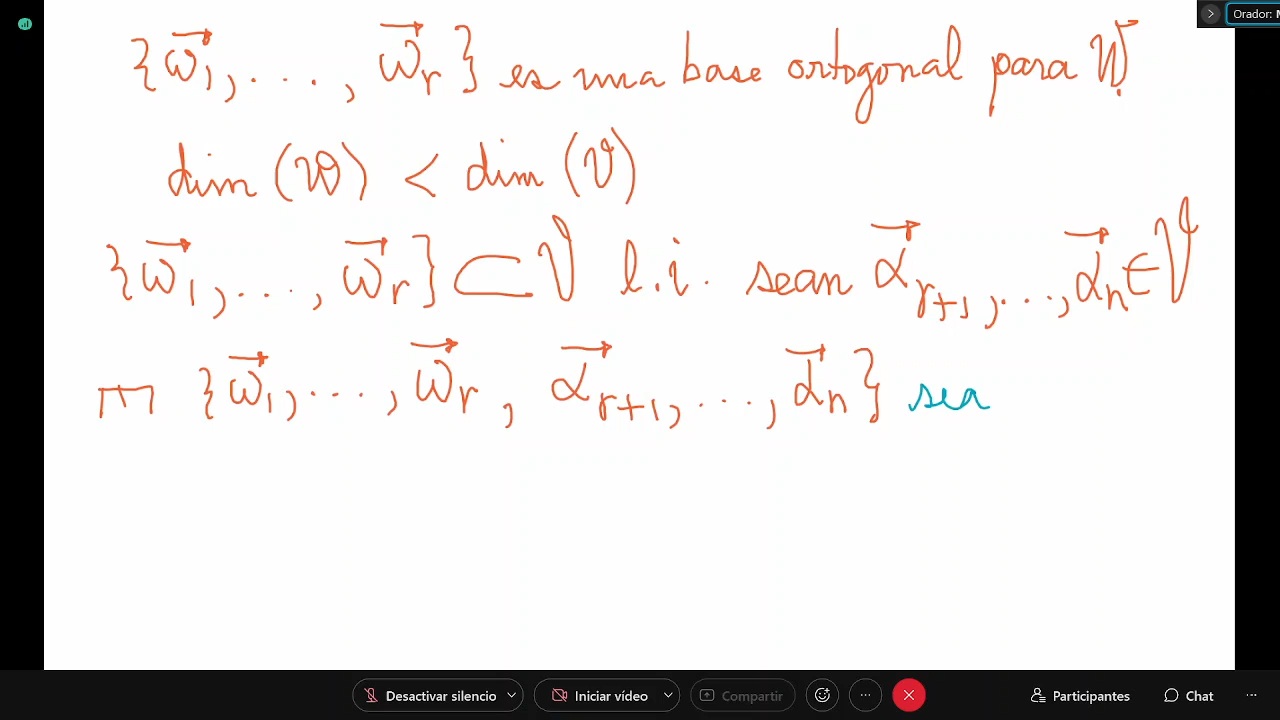 Orador: M
{w⃗₁, ..., w⃗ᵣ} es una base ortogonal para W.
dim (W) < dim (V)
{w⃗₁, ..., w⃗ᵣ} ⊂ V l.i. sean α⃗ᵣ₊₁, ..., α⃗ₙ ∈ V
{w⃗₁, ..., w⃗ᵣ, α⃗ᵣ₊₁, ..., α⃗ₙ} sea
Desactivar silencio
Iniciar vídeo
Compartir
Participantes
Chat